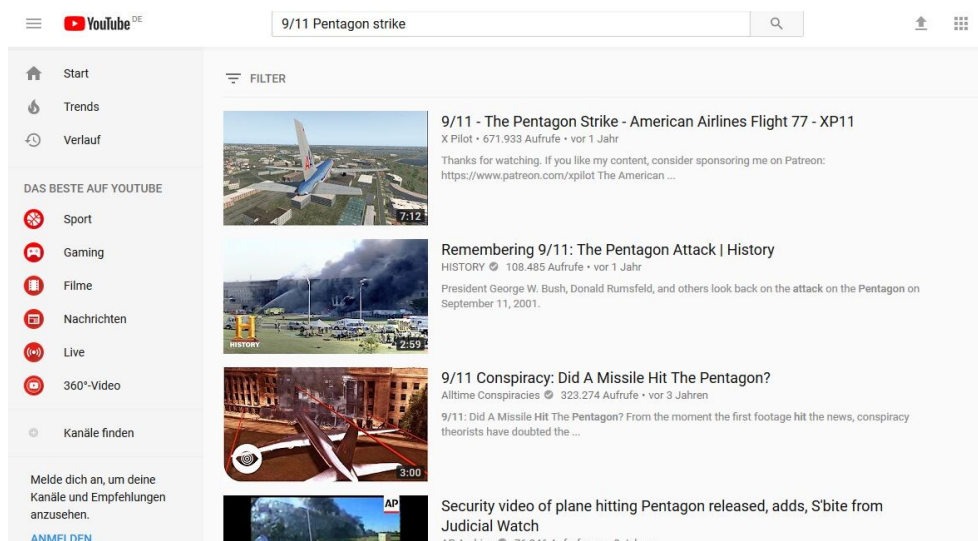 YouTube DE
9/11 Pentagon strike
Start
Trends
Verlauf
DAS BESTE AUF YOUTUBE
Sport
Gaming
Filme
Nachrichten
Live
360°-Video
Kanäle finden
Melde dich an, um deine
Kanäle und Empfehlungen
anzusehen.
ANMELDEN
FILTER
7:12
9/11 - The Pentagon Strike - American Airlines Flight 77 - XP11
X Pilot • 671.933 Aufrufe • vor 1 Jahr
Thanks for watching. If you like my content, consider sponsoring me on Patreon:
https://www.patreon.com/xpilot The American ...
H
HISTORY
2:59
Remembering 9/11: The Pentagon Attack | History
HISTORY 108.485 Aufrufe • vor 1 Jahr
President George W. Bush, Donald Rumsfeld, and others look back on the attack on the Pentagon on
September 11, 2001.
3:00
9/11 Conspiracy: Did A Missile Hit The Pentagon?
Alltime Conspiracies 323.274 Aufrufe • vor 3 Jahren
9/11: Did A Missile Hit The Pentagon? From the moment the first footage hit the news, conspiracy
theorists have doubted the ...
AP
Security video of plane hitting Pentagon released, adds, S'bite from
Judicial Watch